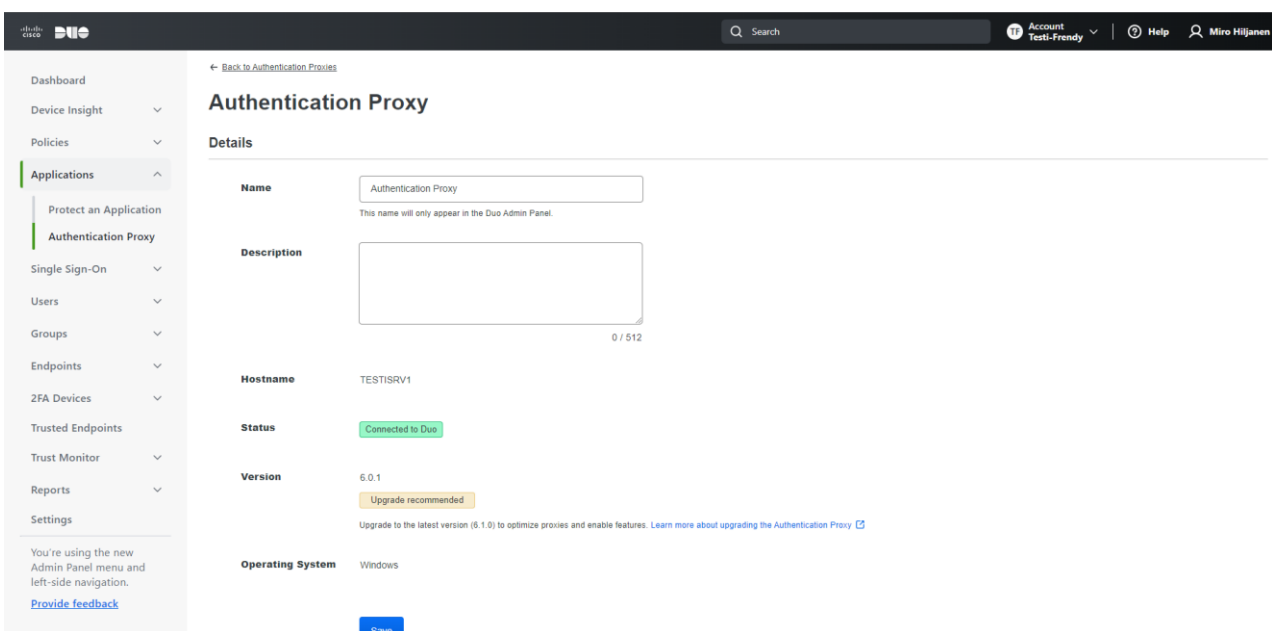 cisco DUO
Search
TF Account
Testi-Frendy
Help
Miro Hiljanen
Dashboard
Device Insight
Policies
Applications
Protect an Application
Authentication Proxy
Single Sign-On
Users
Groups
Endpoints
2FA Devices
Trusted Endpoints
Trust Monitor
Reports
Settings
You're using the new
Admin Panel menu and
left-side navigation.
Provide feedback
← Back to Authentication Proxies
Authentication Proxy
Details
Name
Authentication Proxy
This name will only appear in the Duo Admin Panel.
Description
0 / 512
Hostname
TESTISRV1
Status
Connected to Duo
Version
6.0.1
Upgrade recommended
Upgrade to the latest version (6.1.0) to optimize proxies and enable features. Learn more about upgrading the Authentication Proxy
Operating System
Windows
Save